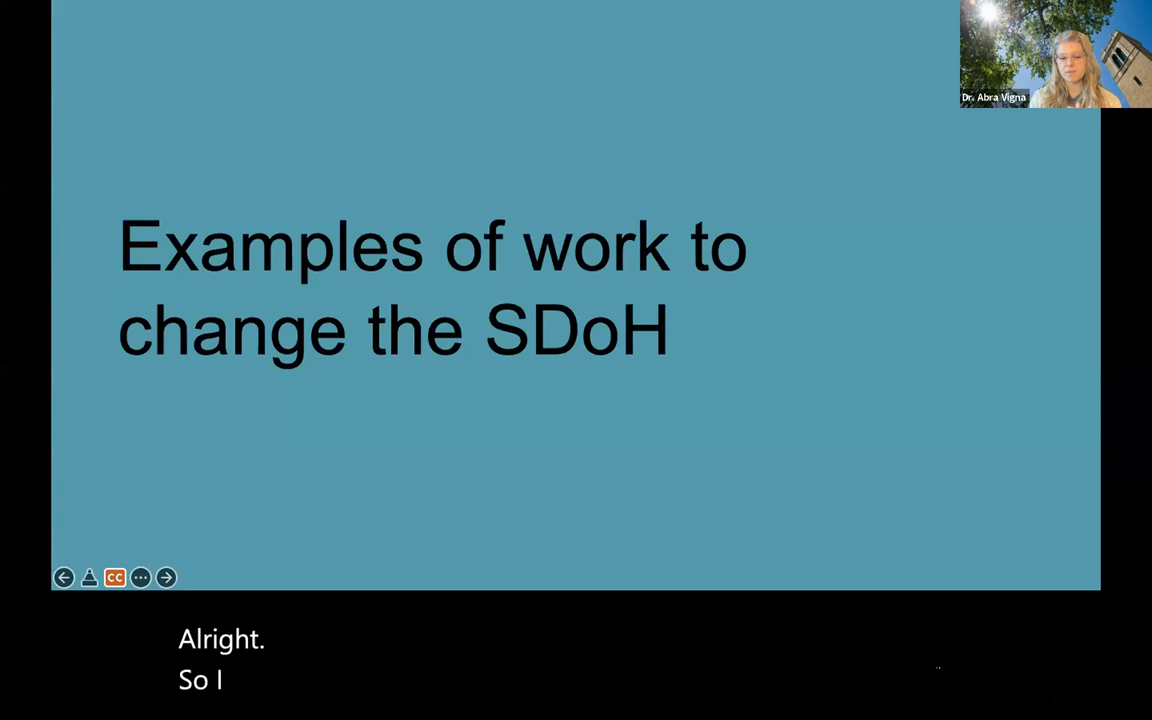 Dr. Abra Vigna
Examples of work to
change the SDoH
CC
Alright.
So I